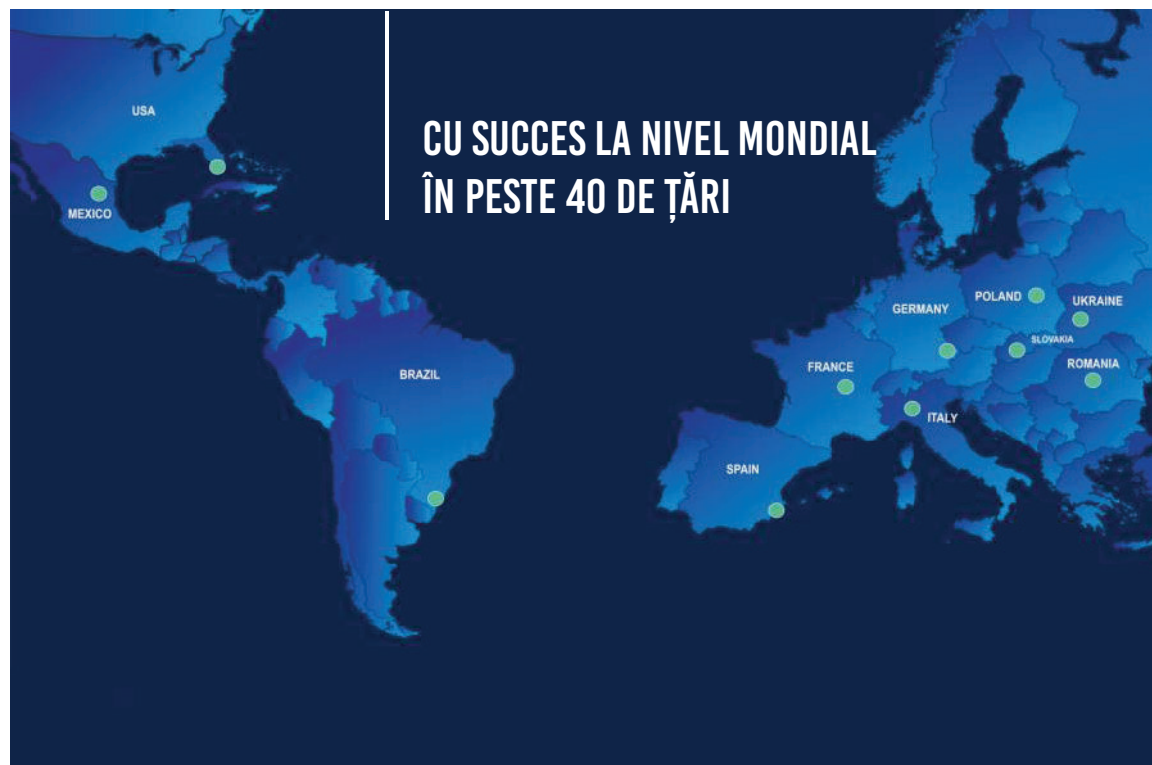 CU SUCCES LA NIVEL MONDIAL
ÎN PESTE 40 DE ȚĂRI
USA
MEXICO
BRAZIL
GERMANY
POLAND
UKRAINE
SLOVAKIA
FRANCE
ROMANIA
ITALY
SPAIN